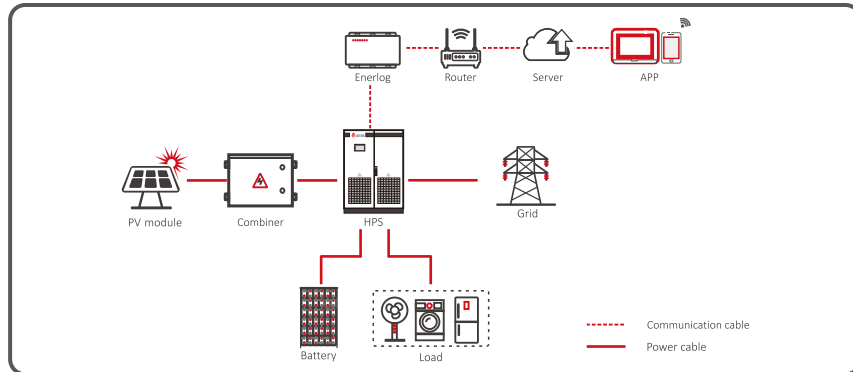 Enerlog
Router
Server
APP
PV module
Combiner
HPS
Grid
Battery
Load
Communication cable
Power cable